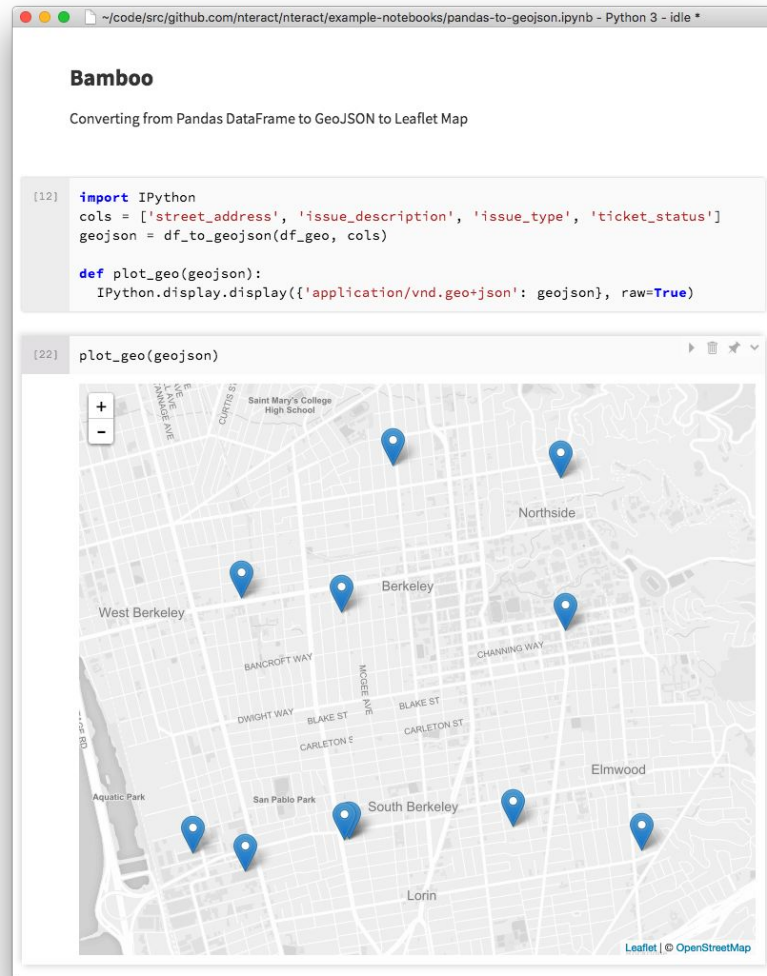 ~/code/src/github.com/nteract/nteract/example-notebooks/pandas-to-geojson.ipynb - Python 3 - idle *
Bamboo
Converting from Pandas DataFrame to GeoJSON to Leaflet Map
[12]
import IPython
cols = ['street_address', 'issue_description', 'issue_type', 'ticket_status']
geojson = df_to_geojson(df_geo, cols)
def plot_geo(geojson):
IPython.display.display({'application/vnd.geo+json': geojson}, raw=True)
[22]
plot_geo(geojson)
+
-
CURTIS S
Saint Mary's College
High School
Northside
Berkeley
West Berkeley
CHANNING WAY
BANCROFT WAY
MCGEE AVE
DWIGHT WAY
BLAKE ST
BLAKE ST
CARLETON ST
CARLETON S
Elmwood
Aquatic Park
San Pablo Park
South Berkeley
Lorin
Leaflet | © OpenStreetMap